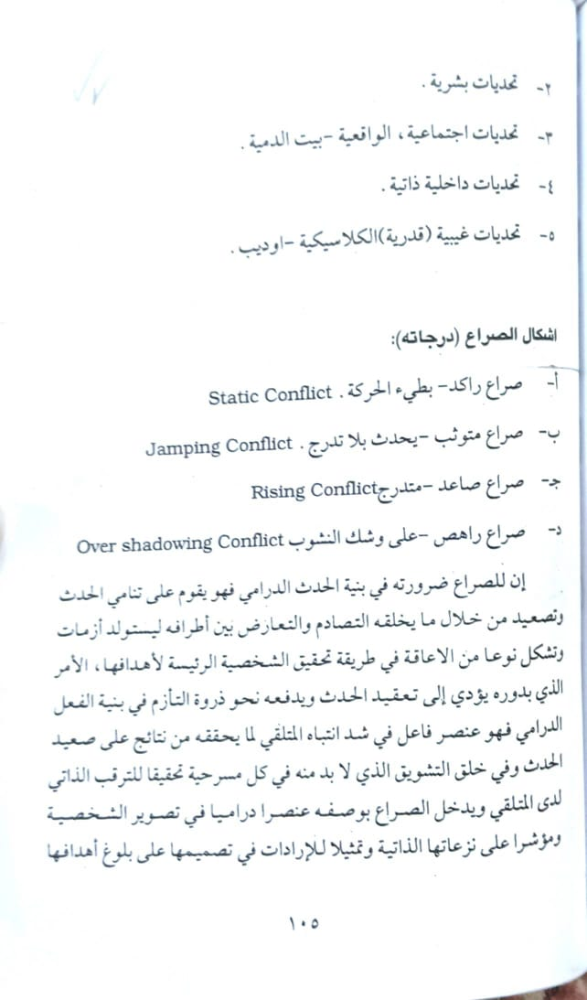 ٢- تحديات بشرية .
٣- تحديات اجتماعية ، الواقعية -بيت الدمية .
٤- تحديات داخلية ذاتية .
٥- تحديات غيبية (قدرية)الكلاسيكية -اوديب .
اشكال الصراع (درجاته):
أ- صراع راكد- بطيء الحركة . Static Conflict
ب- صراع متوثب -يحدث بلا تدرج . Jamping Conflict
جـ- صراع صاعد -متدرجRising Conflict
د- صراع راهص -على وشك النشوب Over shadowing Conflict
إن للصراع ضرورته في بنية الحدث الدرامي فهو يقوم على تنامي الحدث
وتصعيد من خلال ما يخلقه التصادم والتعارض بين أطرافه ليستولد أزمات
وتشكل نوعا من الاعاقة في طريقة تحقيق الشخصية الرئيسة لأهدافها ، الأمر
الذي بدوره يؤدي إلى تعقيد الحدث ويدفعه نحو ذروة التأزم في بنية الفعل
الدرامي فهو عنصر فاعل في شد انتباه المتلقي لما يحققه من نتائج على صعيد
الحدث وفي خلق التشويق الذي لا بد منه في كل مسرحية تحقيقا للترقب الذاتي
لدى المتلقي ويدخل الصراع بوصفه عنصرا دراميا في تصوير الشخصية
ومؤشرا على نزعاتها الذاتية وتمثيلا للإرادات في تصميمها على بلوغ أهدافها
١٠٥